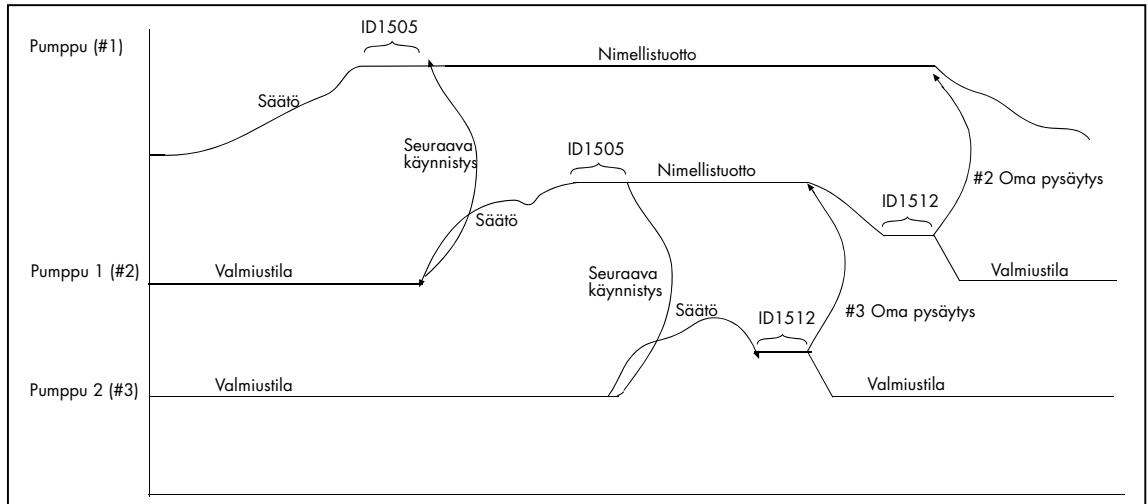 ID1505
Pumppu (#1)
Nimellistuotto
Säätö
Seuraava
käynnistys
ID1505
Nimellistuotto
#2 Oma pysäytys
ID1512
Säätö
Pumppu 1 (#2)
Valmiustila
Seuraava
käynnistys
Valmiustila
Säätö
ID1512
#3 Oma pysäytys
Pumppu 2 (#3)
Valmiustila
Valmiustila